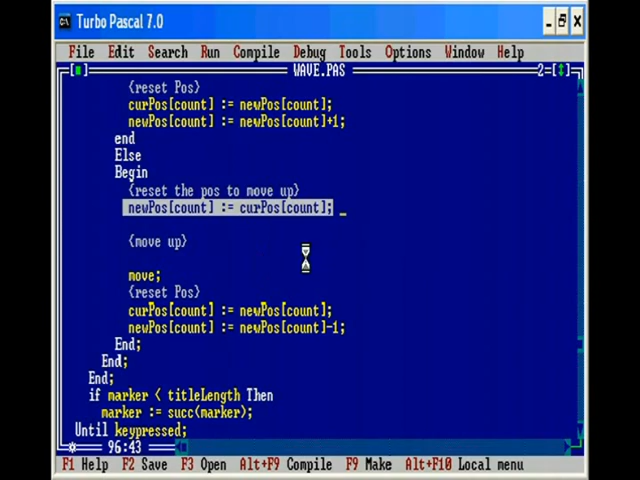 Turbo Pascal 7.0
File Edit Search Run Compile Debug Tools Options Window Help
WAVE.PAS 2=[↕]
{reset Pos}
curPos[count] := newPos[count];
newPos[count] := newPos[count]+1;
end
Else
Begin
{reset the pos to move up}
newPos[count] := curPos[count]; _
{move up}
move;
{reset Pos}
curPos[count] := newPos[count];
newPos[count] := newPos[count]-1;
End;
End;
End;
if marker < titleLength Then
marker := succ(marker);
Until keypressed;
96:43
F1 Help F2 Save F3 Open Alt+F9 Compile F9 Make Alt+F10 Local menu